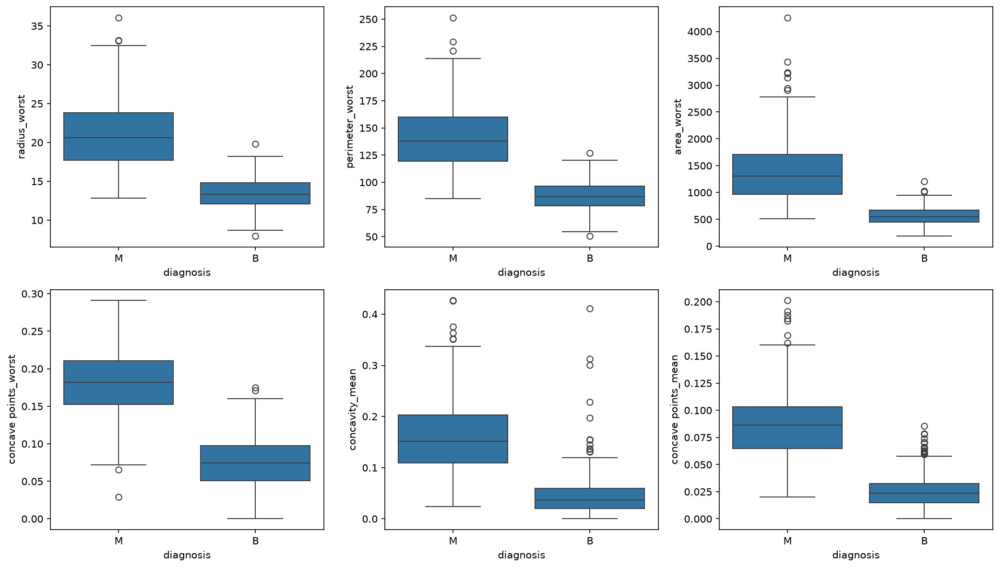 radius_worst
35
30
25
20
15
10
M B
diagnosis
perimeter_worst
250
225
200
175
150
125
100
75
50
M B
diagnosis
area_worst
4000
3500
3000
2500
2000
1500
1000
500
0
M B
diagnosis
concave points_worst
0.30
0.25
0.20
0.15
0.10
0.05
0.00
M B
diagnosis
concavity_mean
0.4
0.3
0.2
0.1
0.0
M B
diagnosis
concave points_mean
0.200
0.175
0.150
0.125
0.100
0.075
0.050
0.025
0.000
M B
diagnosis